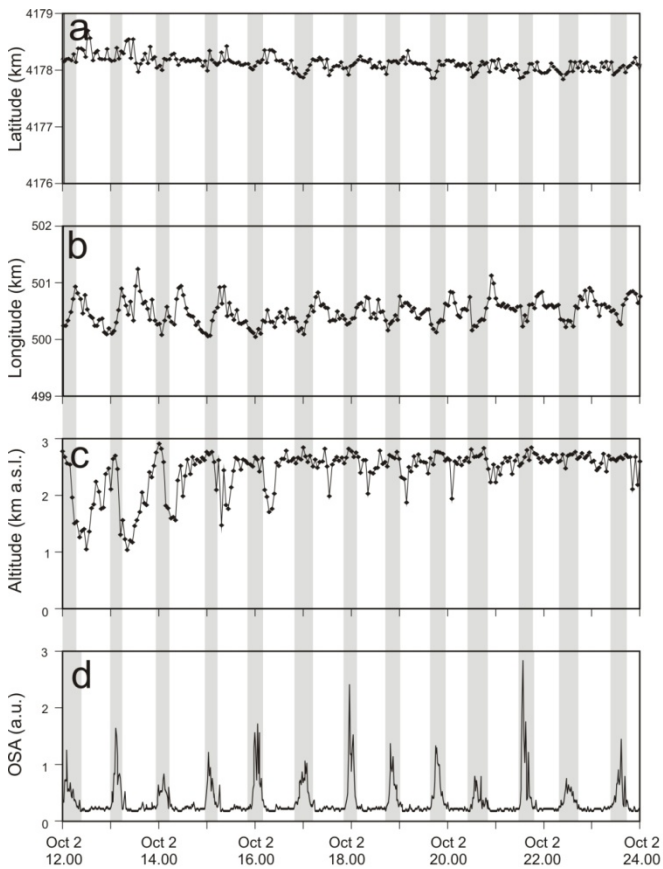 4179
a
4178
4177
4176
Latitude (km)
502
b
501
500
499
Longitude (km)
3
c
2
1
0
Altitude (km a.s.l.)
3
d
2
1
0
OSA (a.u.)
Oct 2 Oct 2 Oct 2 Oct 2 Oct 2 Oct 2 Oct 2
12.00 14.00 16.00 18.00 20.00 22.00 24.00